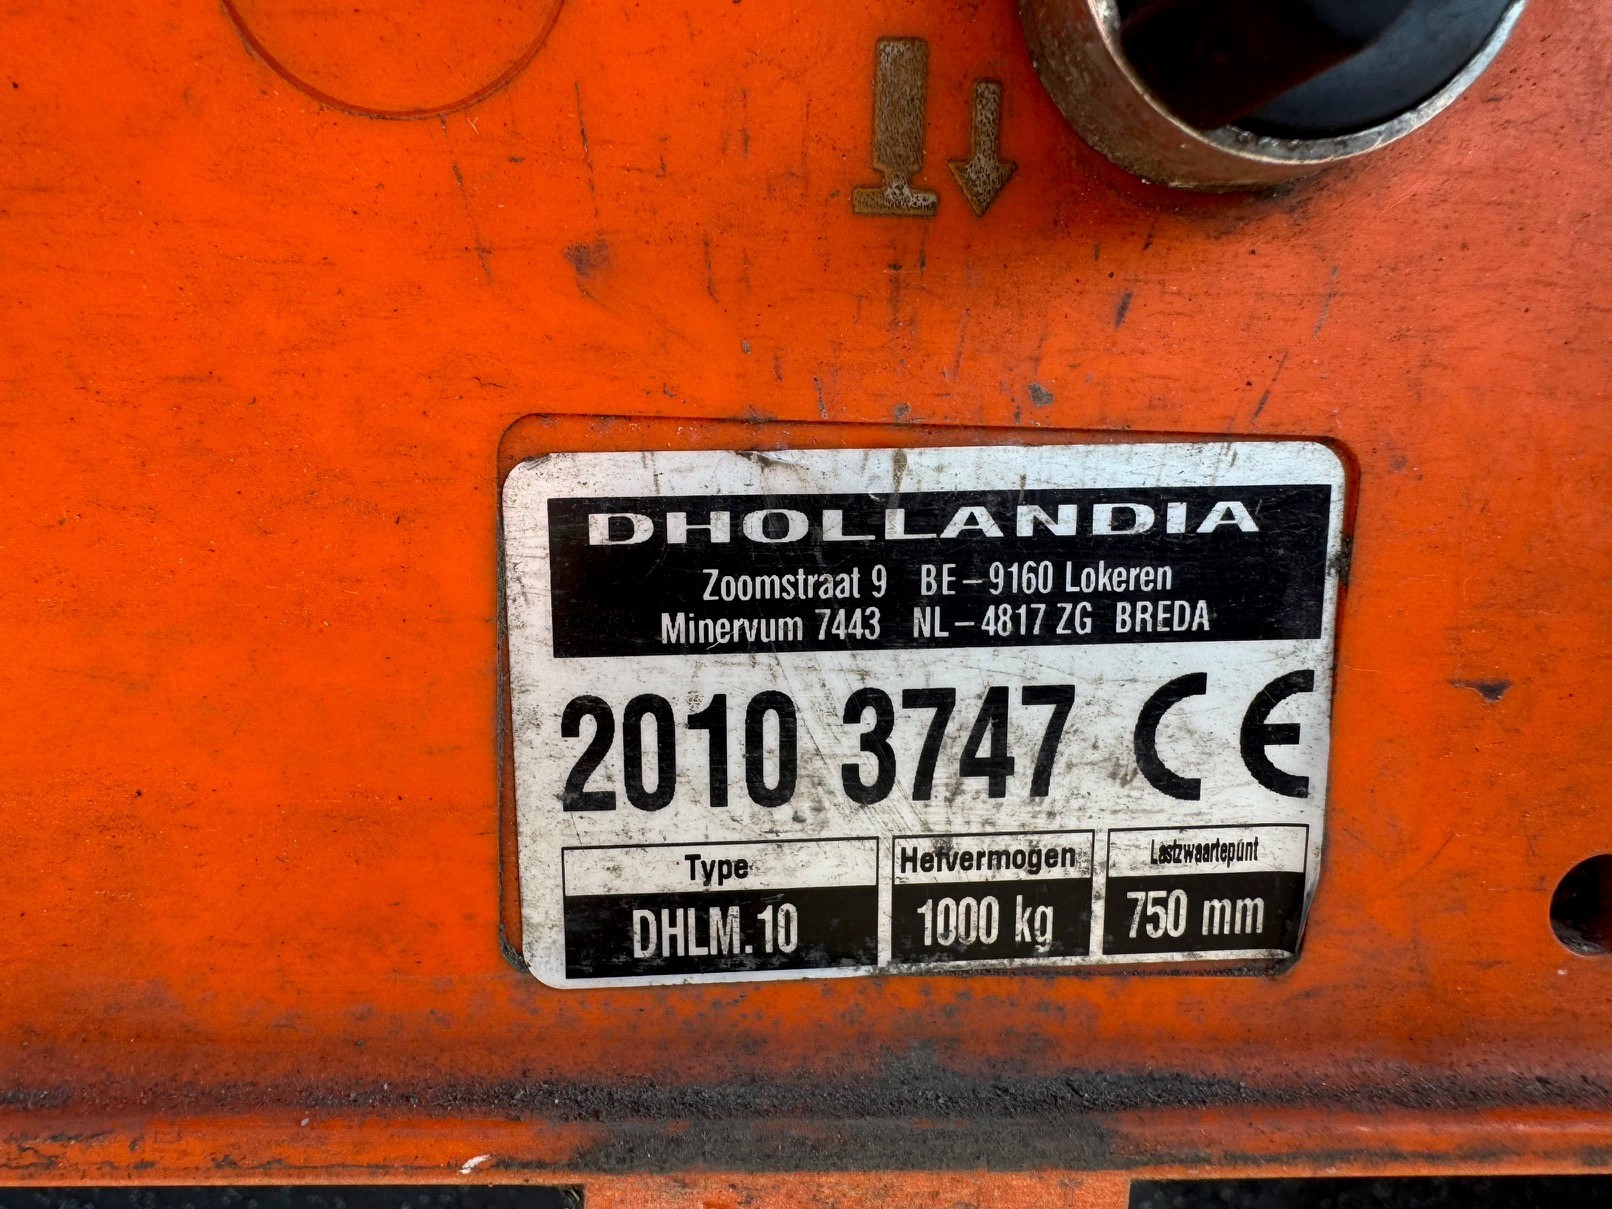 DHOLLANDIA
Zoomstraat 9 BE – 9160 Lokeren
Minervum 7443 NL – 4817 ZG BREDA
2010 3747 CE
Type Hefvermogen Lastzwaartepunt
DHLM.10 1000 kg 750 mm